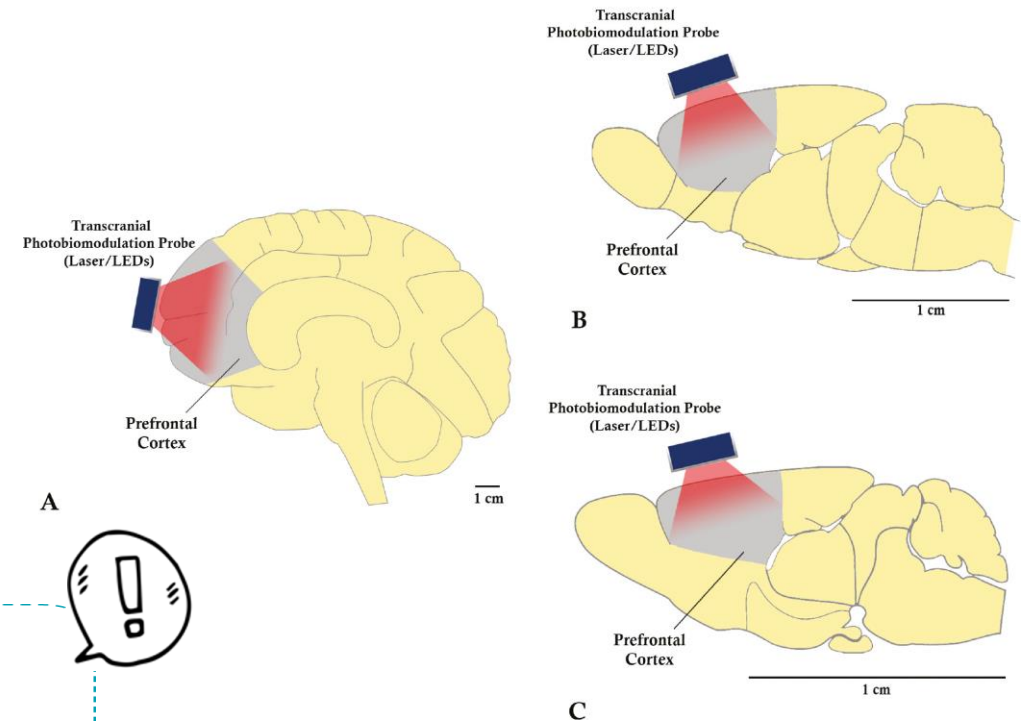 Transcranial
Photobiomodulation Probe
(Laser/LEDs)
Prefrontal
Cortex
1 cm
A
Transcranial
Photobiomodulation Probe
(Laser/LEDs)
Prefrontal
Cortex
1 cm
B
Transcranial
Photobiomodulation Probe
(Laser/LEDs)
Prefrontal
Cortex
1 cm
C
!